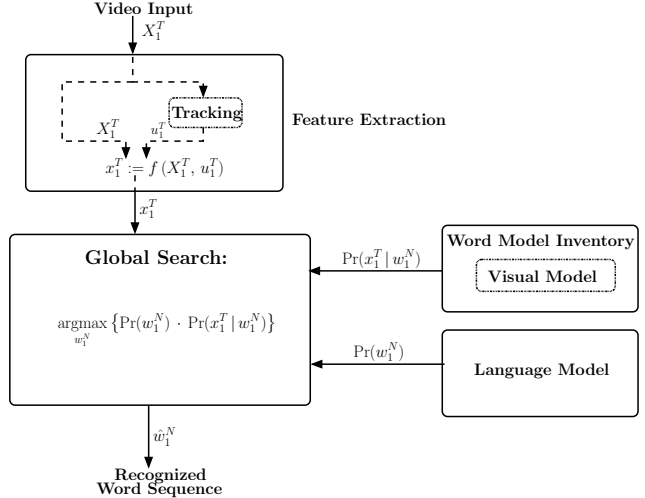 Video Input
X_1^T
Tracking
X_1^T
u_1^T
x_1^T := f (X_1^T, u_1^T)
Feature Extraction
x_1^T
Global Search:
argmax {Pr(w_1^N) · Pr(x_1^T | w_1^N)}
w_1^N
Pr(x_1^T | w_1^N)
Word Model Inventory
Visual Model
Pr(w_1^N)
Language Model
ŵ_1^N
Recognized
Word Sequence